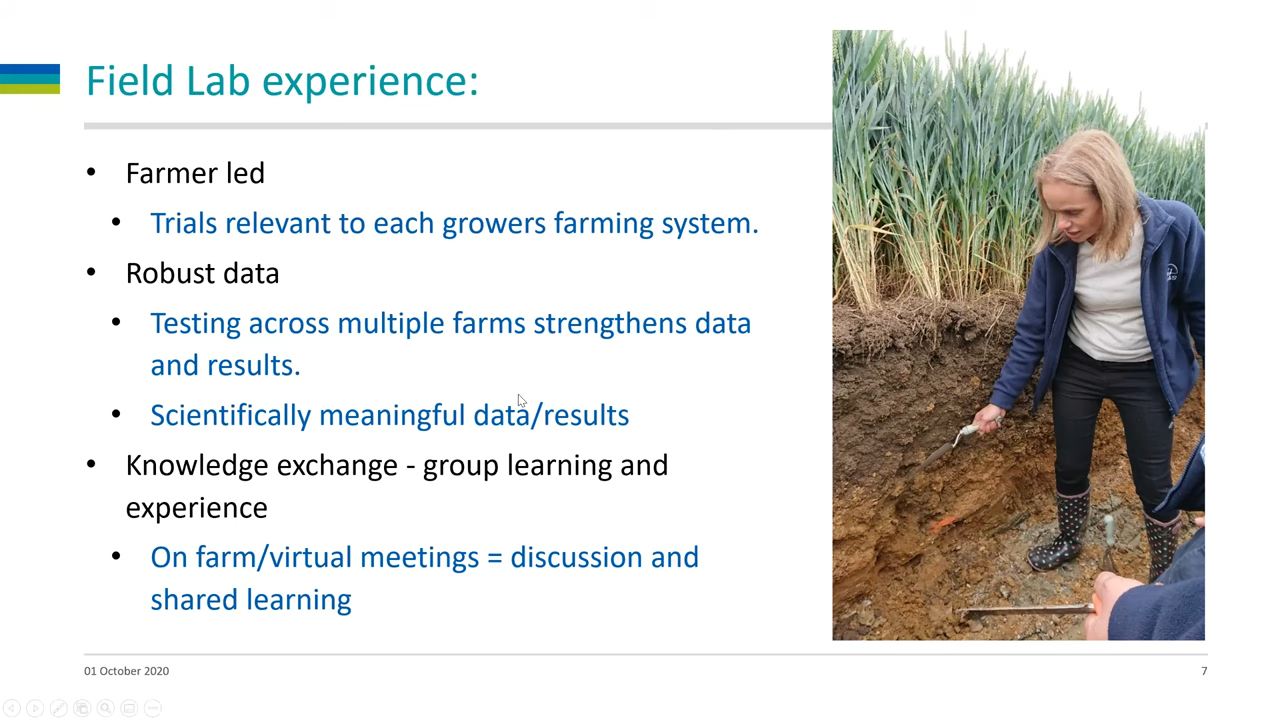 Field Lab experience:
• Farmer led
• Trials relevant to each growers farming system.
• Robust data
• Testing across multiple farms strengthens data
and results.
• Scientifically meaningful data/results
• Knowledge exchange - group learning and
experience
• On farm/virtual meetings = discussion and
shared learning
01 October 2020
7